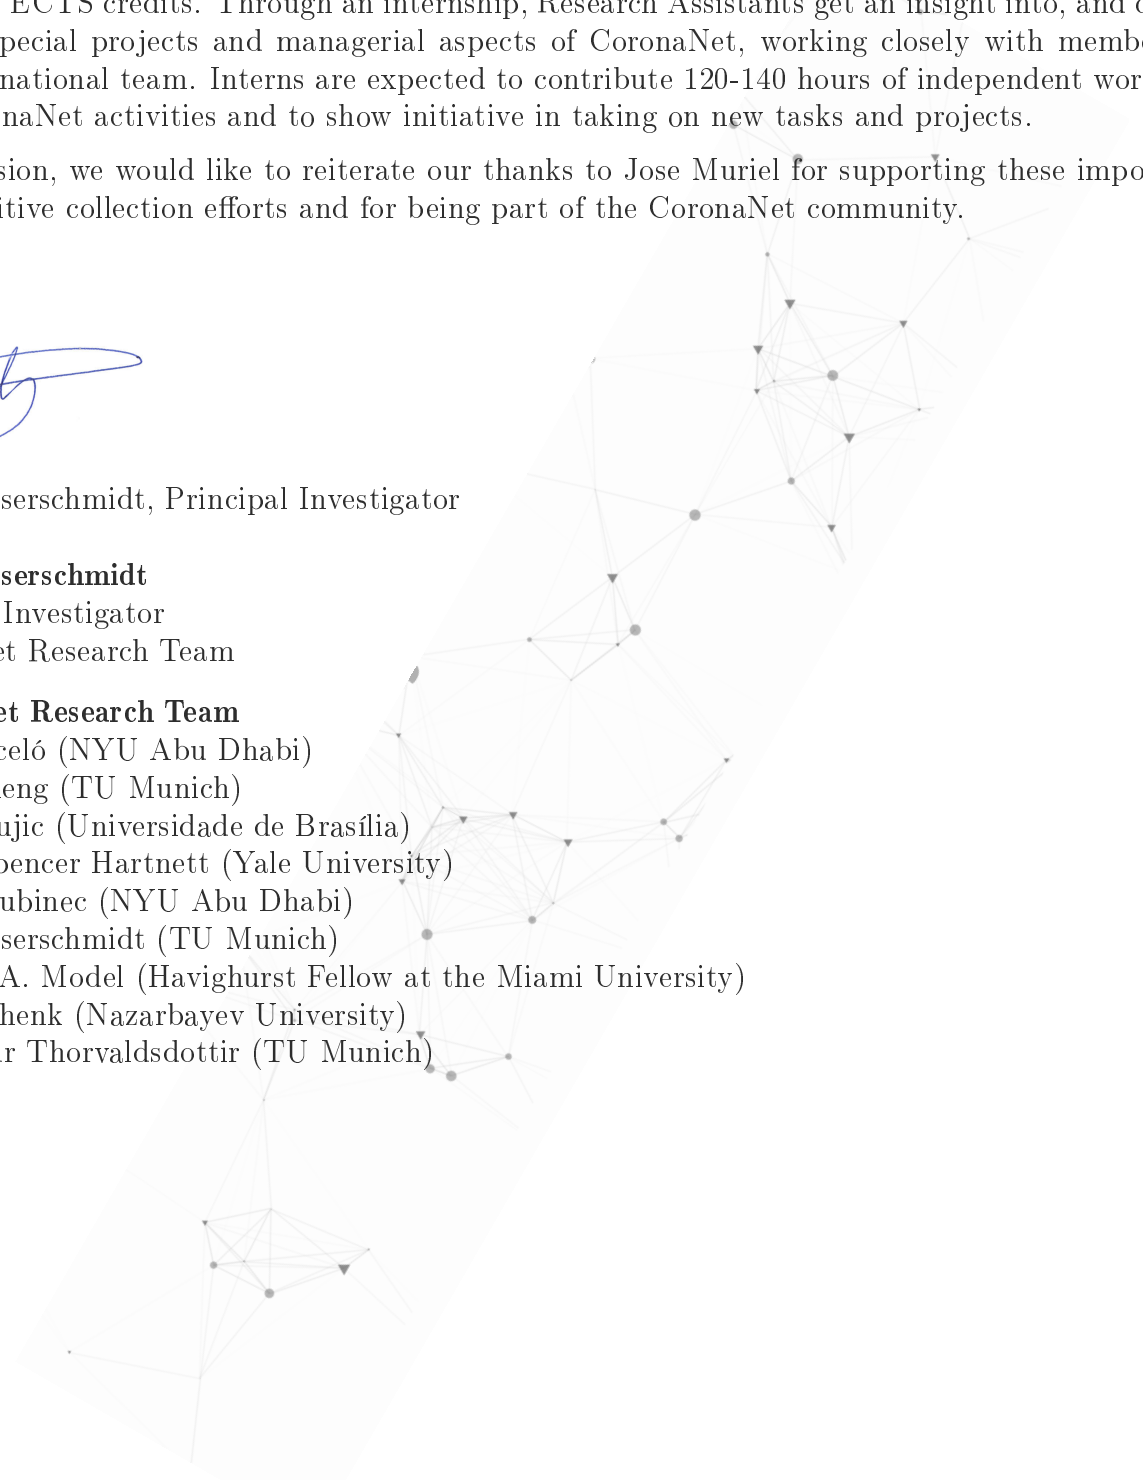 ECTS credits. Through an internship, Research Assistants get an insight into, and
pecial projects and managerial aspects of CoronaNet, working closely with membe
national team. Interns are expected to contribute 120-140 hours of independent wor
naNet activities and to show initiative in taking on new tasks and projects.
sion, we would like to reiterate our thanks to Jose Muriel for supporting these impo
itive collection efforts and for being part of the CoronaNet community.
serschmidt, Principal Investigator
serschmidt
Investigator
et Research Team
et Research Team
celó (NYU Abu Dhabi)
eng (TU Munich)
ujic (Universidade de Brasília)
pencer Hartnett (Yale University)
ubinec (NYU Abu Dhabi)
serschmidt (TU Munich)
A. Model (Havighurst Fellow at the Miami University)
henk (Nazarbayev University)
r Thorvaldsdottir (TU Munich)